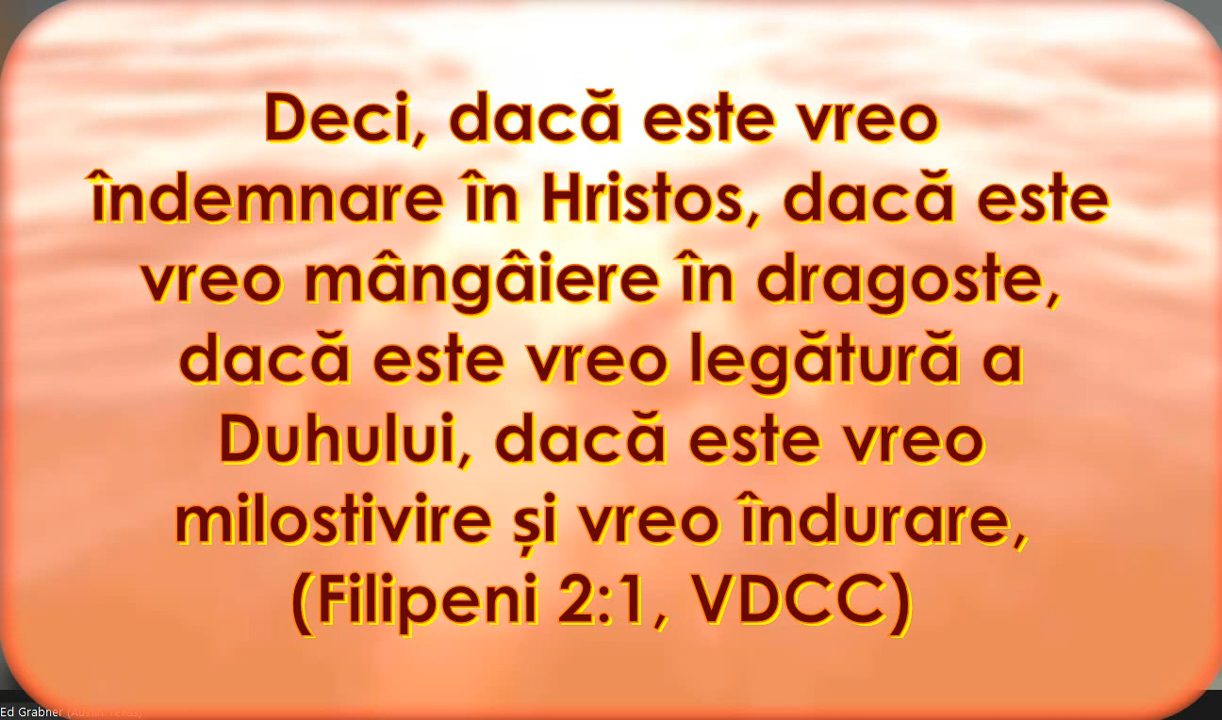 Deci, dacă este vreo
îndemnare în Hristos, dacă este
vreo mângâiere în dragoste,
dacă este vreo legătură a
Duhului, dacă este vreo
milostivire și vreo îndurare,
(Filipeni 2:1, VDCC)
Ed Grabner